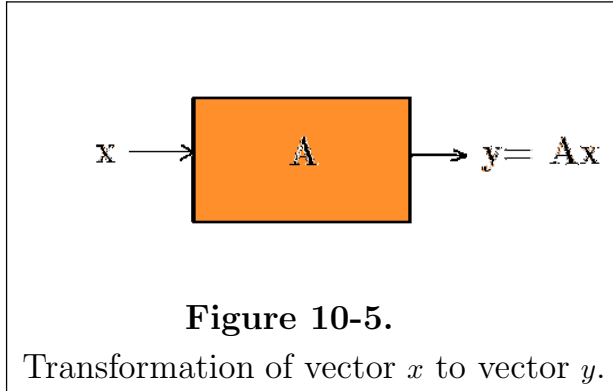 x A y= Ax
Figure 10-5.
Transformation of vector x to vector y.